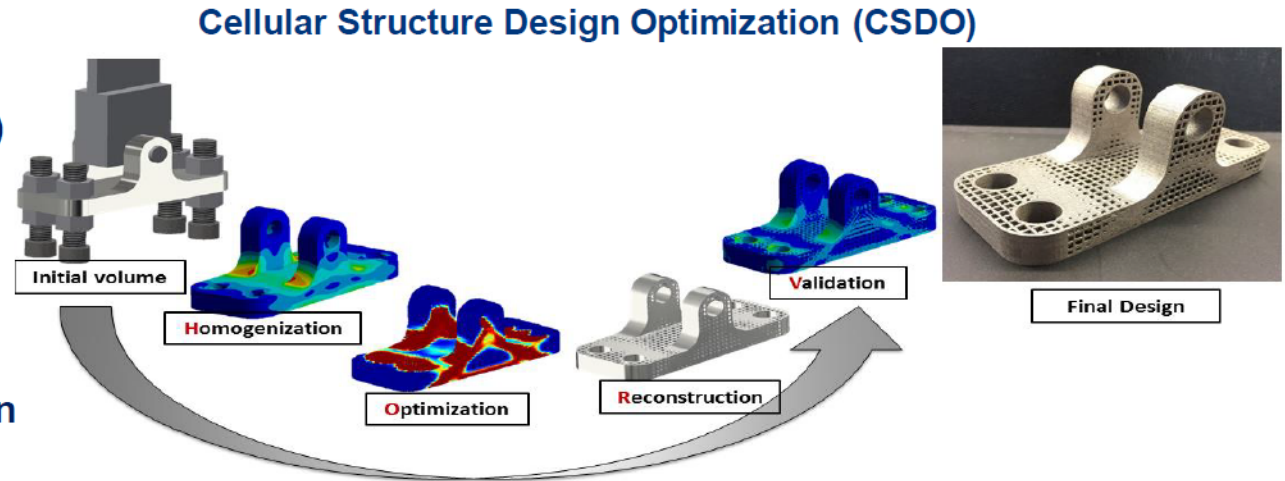 Cellular Structure Design Optimization (CSDO)
)
Initial volume
Homogenization
Optimization
Reconstruction
Validation
Final Design
n